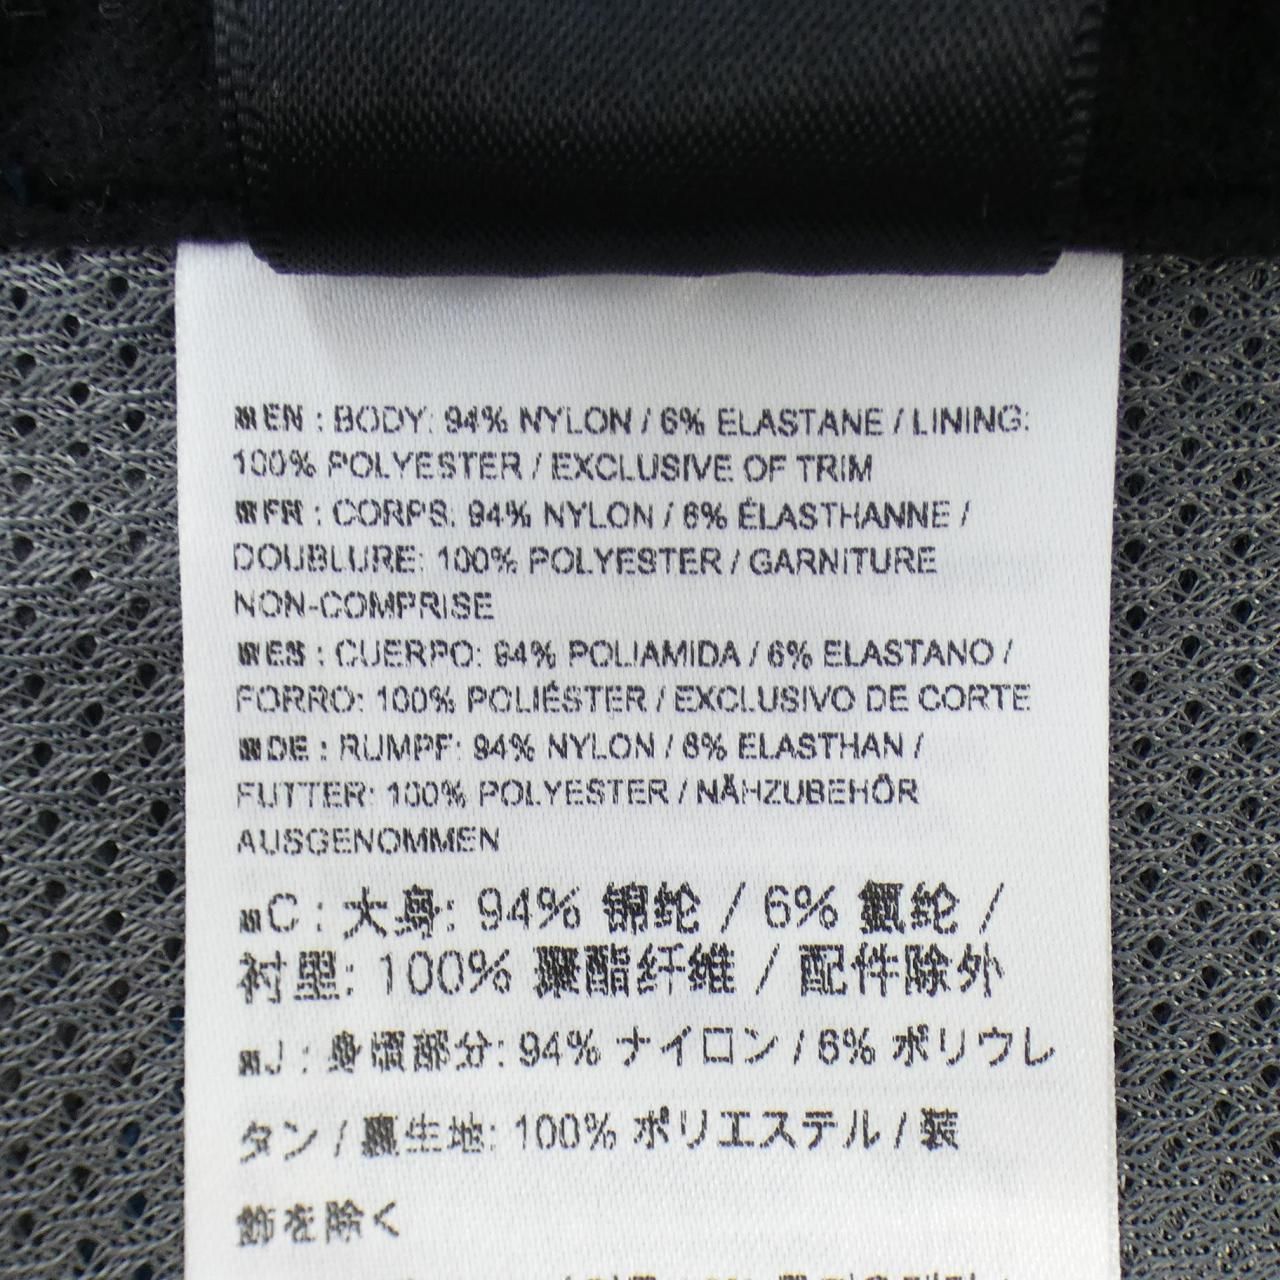 ■EN : BODY: 94% NYLON / 6% ELASTANE / LINING:
100% POLYESTER / EXCLUSIVE OF TRIM
■FR : CORPS: 94% NYLON / 6% ÉLASTHANNE /
DOUBLURE: 100% POLYESTER / GARNITURE
NON-COMPRISE
■ES : CUERPO: 94% POLIAMIDA / 6% ELASTANO /
FORRO: 100% POLIÉSTER / EXCLUSIVO DE CORTE
■DE : RUMPF: 94% NYLON / 6% ELASTHAN /
FUTTER: 100% POLYESTER / NÄHZUBEHÖR
AUSGENOMMEN
■C : 大身: 94% 锦纶 / 6% 氨纶 /
衬里: 100% 聚酯纤维 / 配件除外
■J : 身頃部分: 94% ナイロン / 6% ポリウレ
タン / 裏生地: 100% ポリエステル / 装
飾を除く